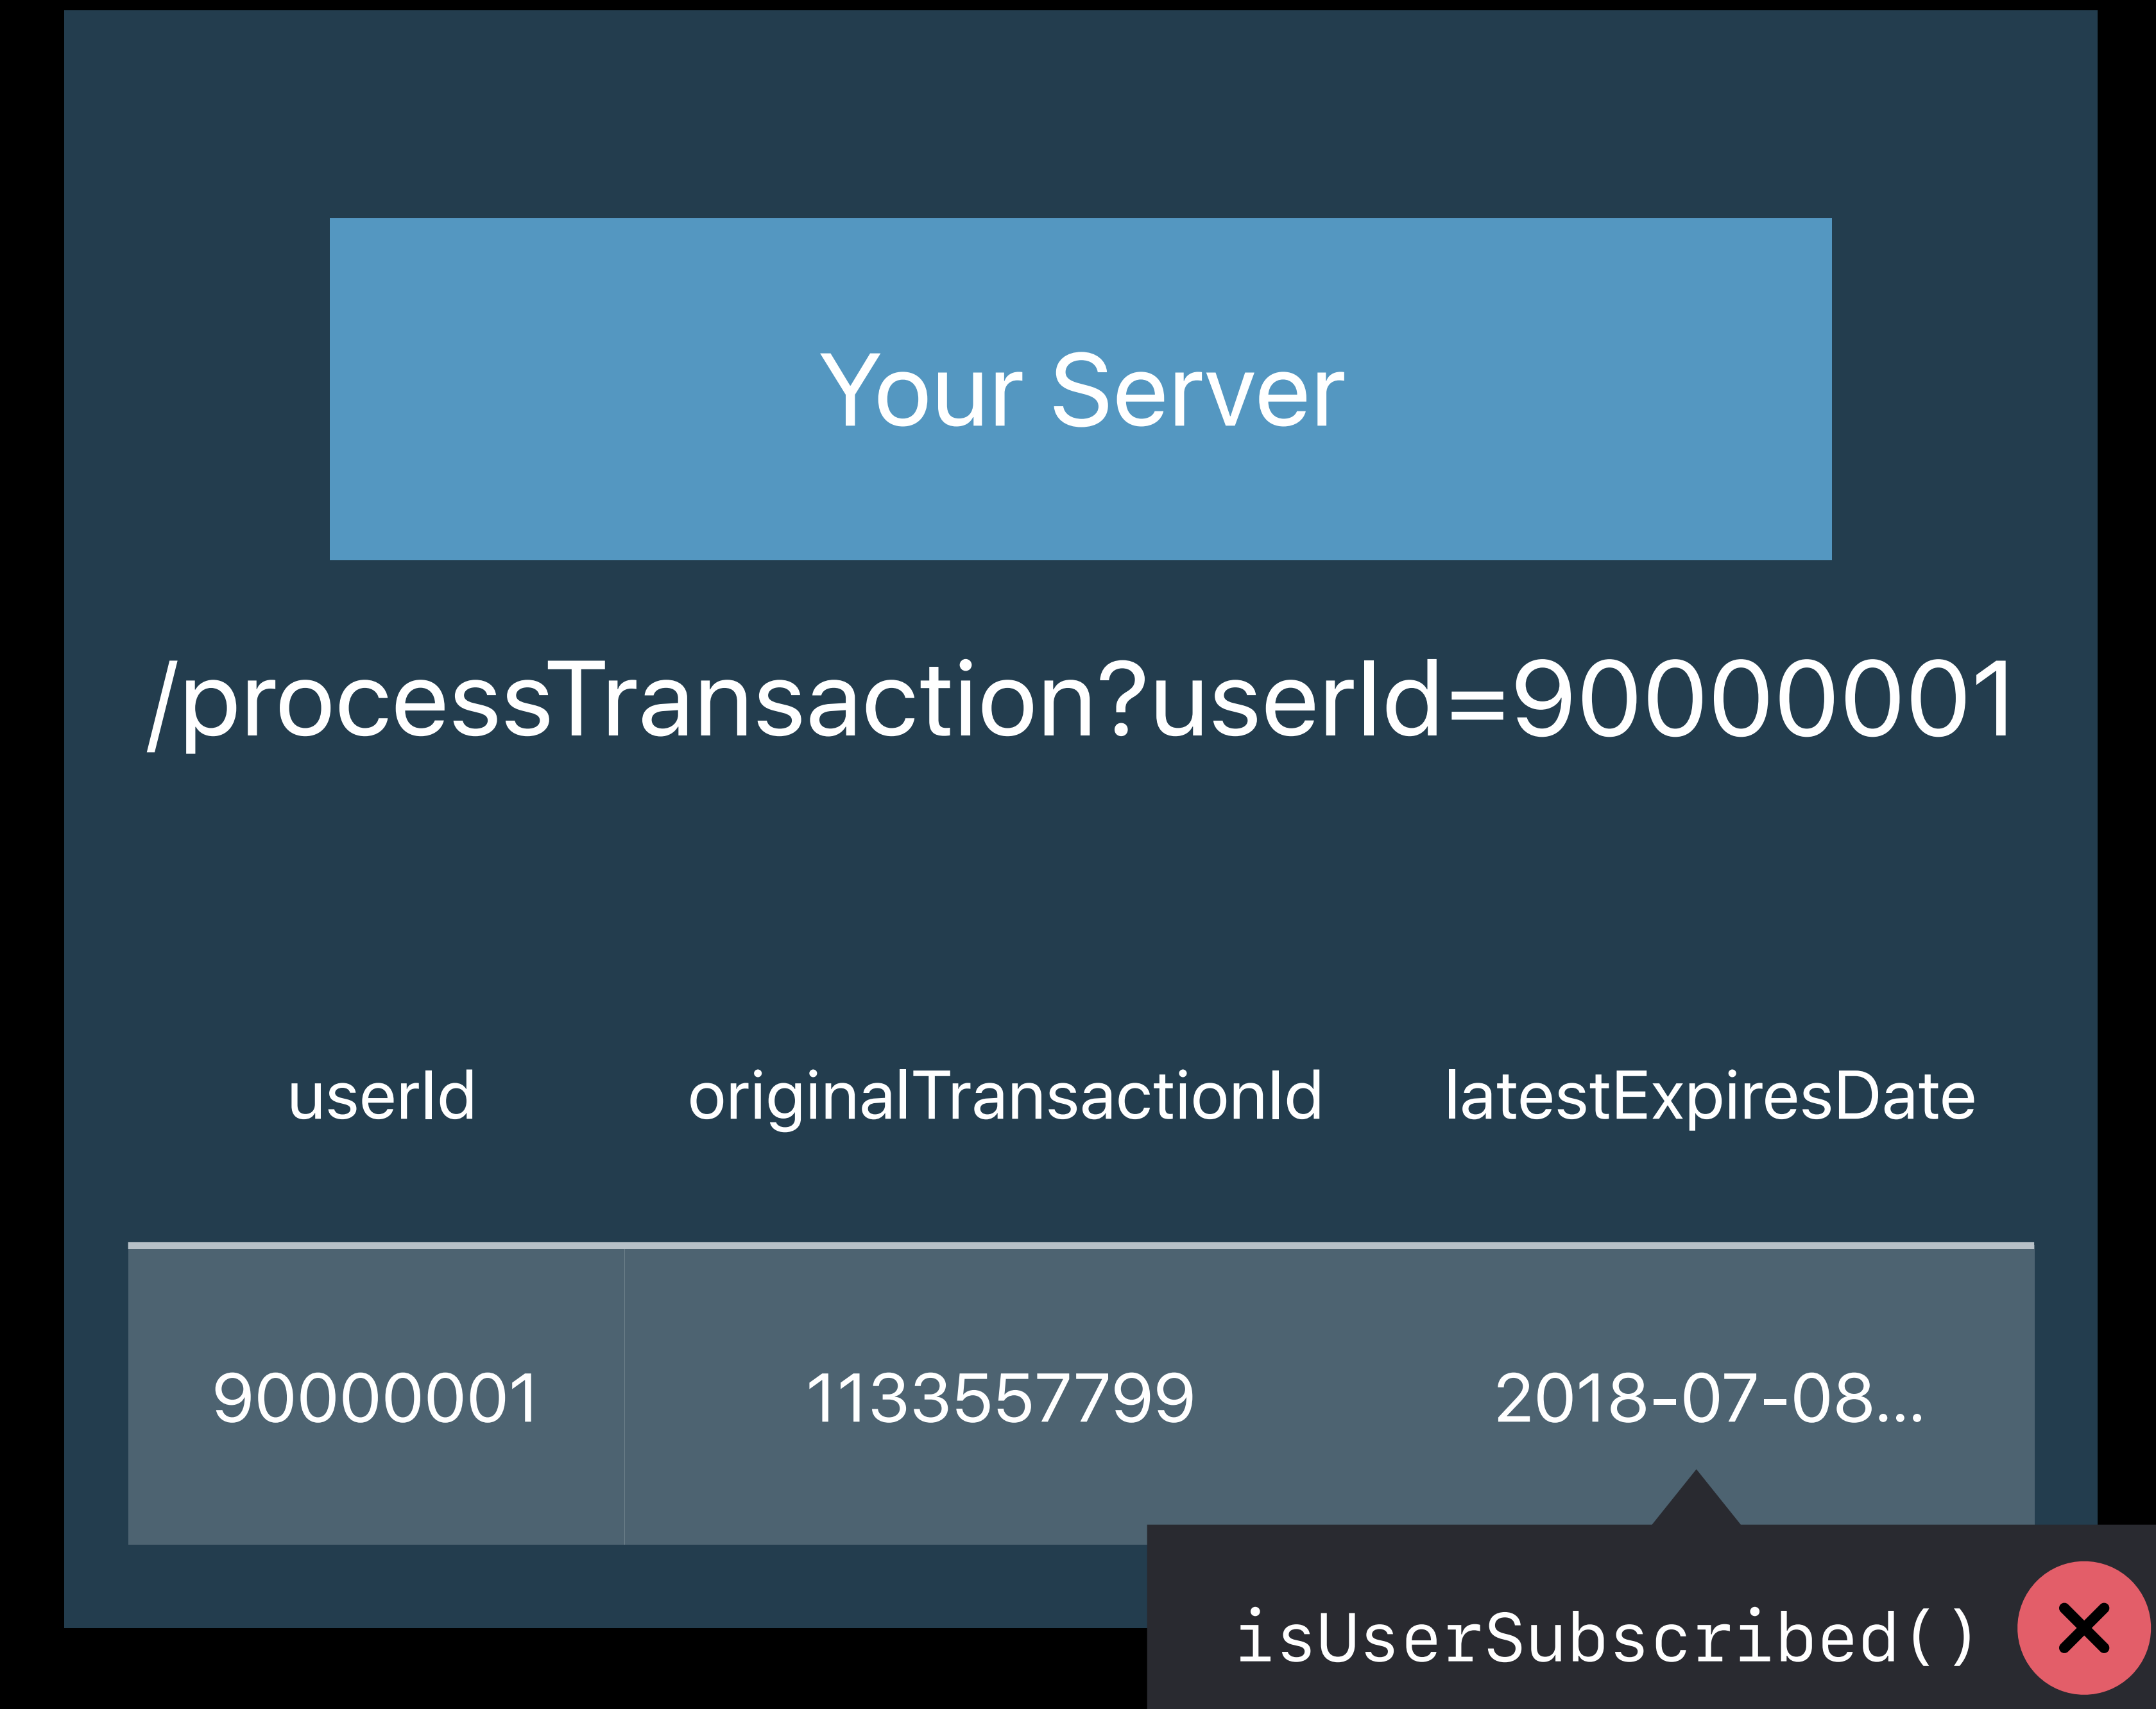 Your Server
/processTransaction?userId=90000001
userId originalTransactionId latestExpiresDate
90000001 1133557799 2018-07-08...
isUserSubscribed()